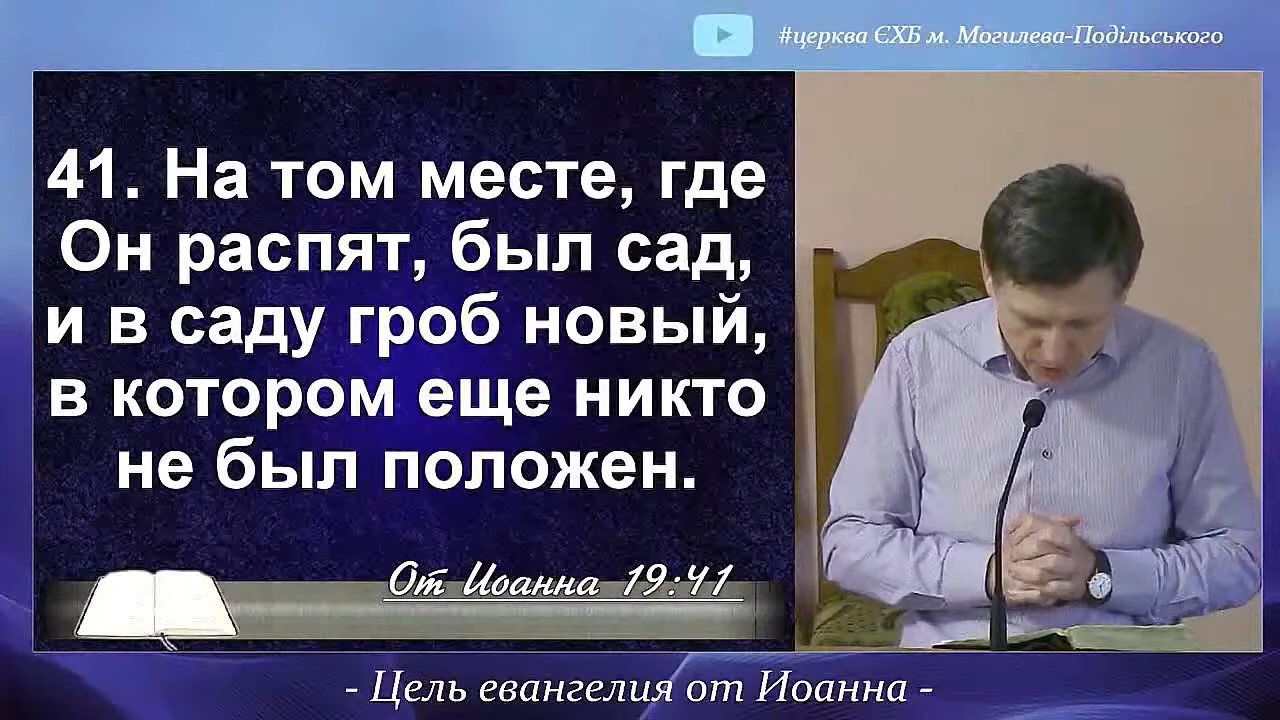 #церква ЄХБ м. Могилева-Подільського
41. На том месте, где
Он распят, был сад,
и в саду гроб новый,
в котором еще никто
не был положен.
От Иоанна 19:41
- Цель евангелия от Иоанна -